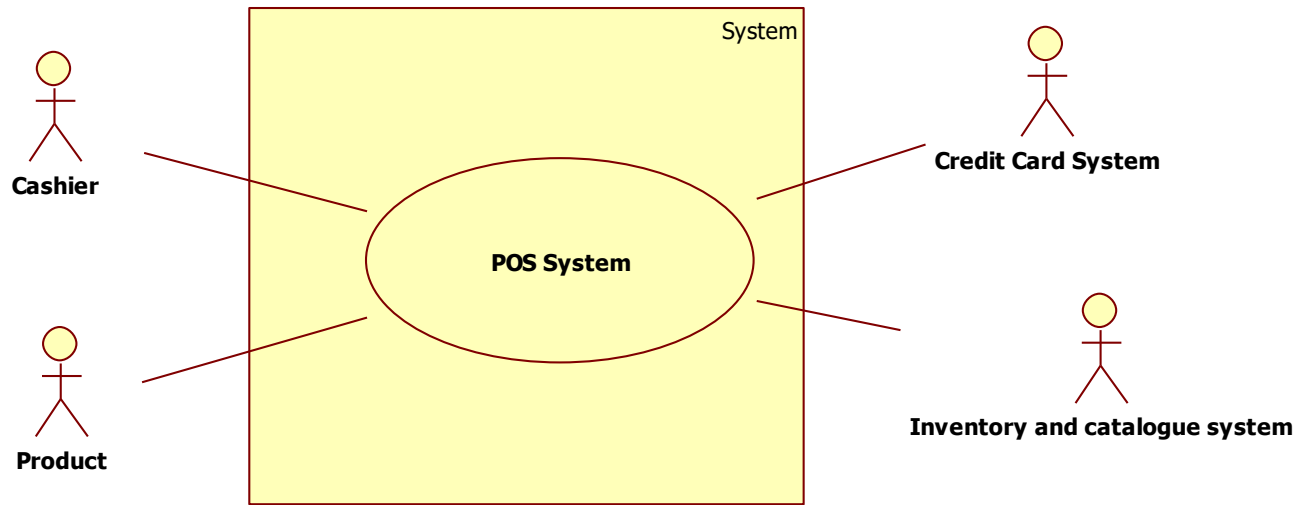 System
Cashier
Credit Card System
POS System
Product
Inventory and catalogue system